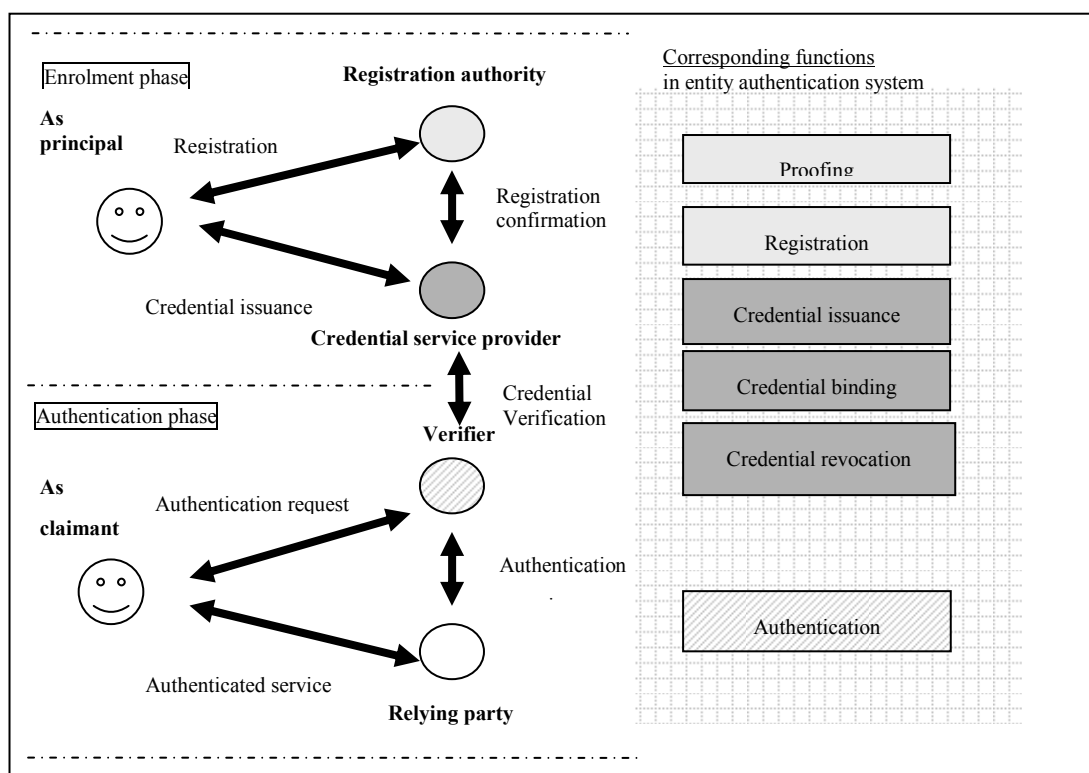 Enrolment phase
Registration authority
Corresponding functions
in entity authentication system
As
principal
Registration
Proofing
Registration
confirmation
Registration
Credential issuance
Credential issuance
Credential service provider
Credential binding
Credential
Verification
Authentication phase
Verifier
Credential revocation
As
claimant
Authentication request
Authentication
Authentication
Authenticated service
Relying party